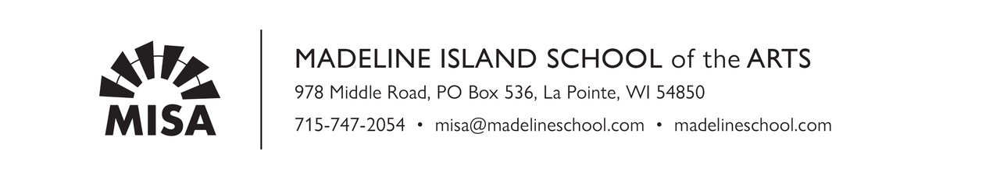 MISA
MADELINE ISLAND SCHOOL of the ARTS
978 Middle Road, PO Box 536, La Pointe, WI 54850
715-747-2054 • misa@madelineschool.com • madelineschool.com